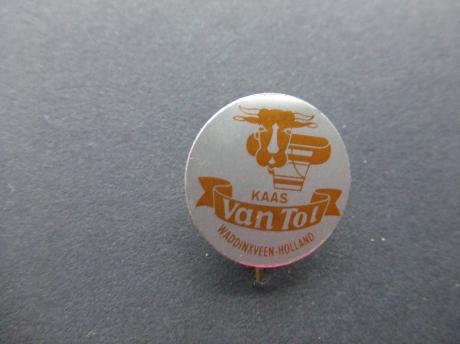 KAAS
van Tol
WADDINXVEEN-HOLLAND